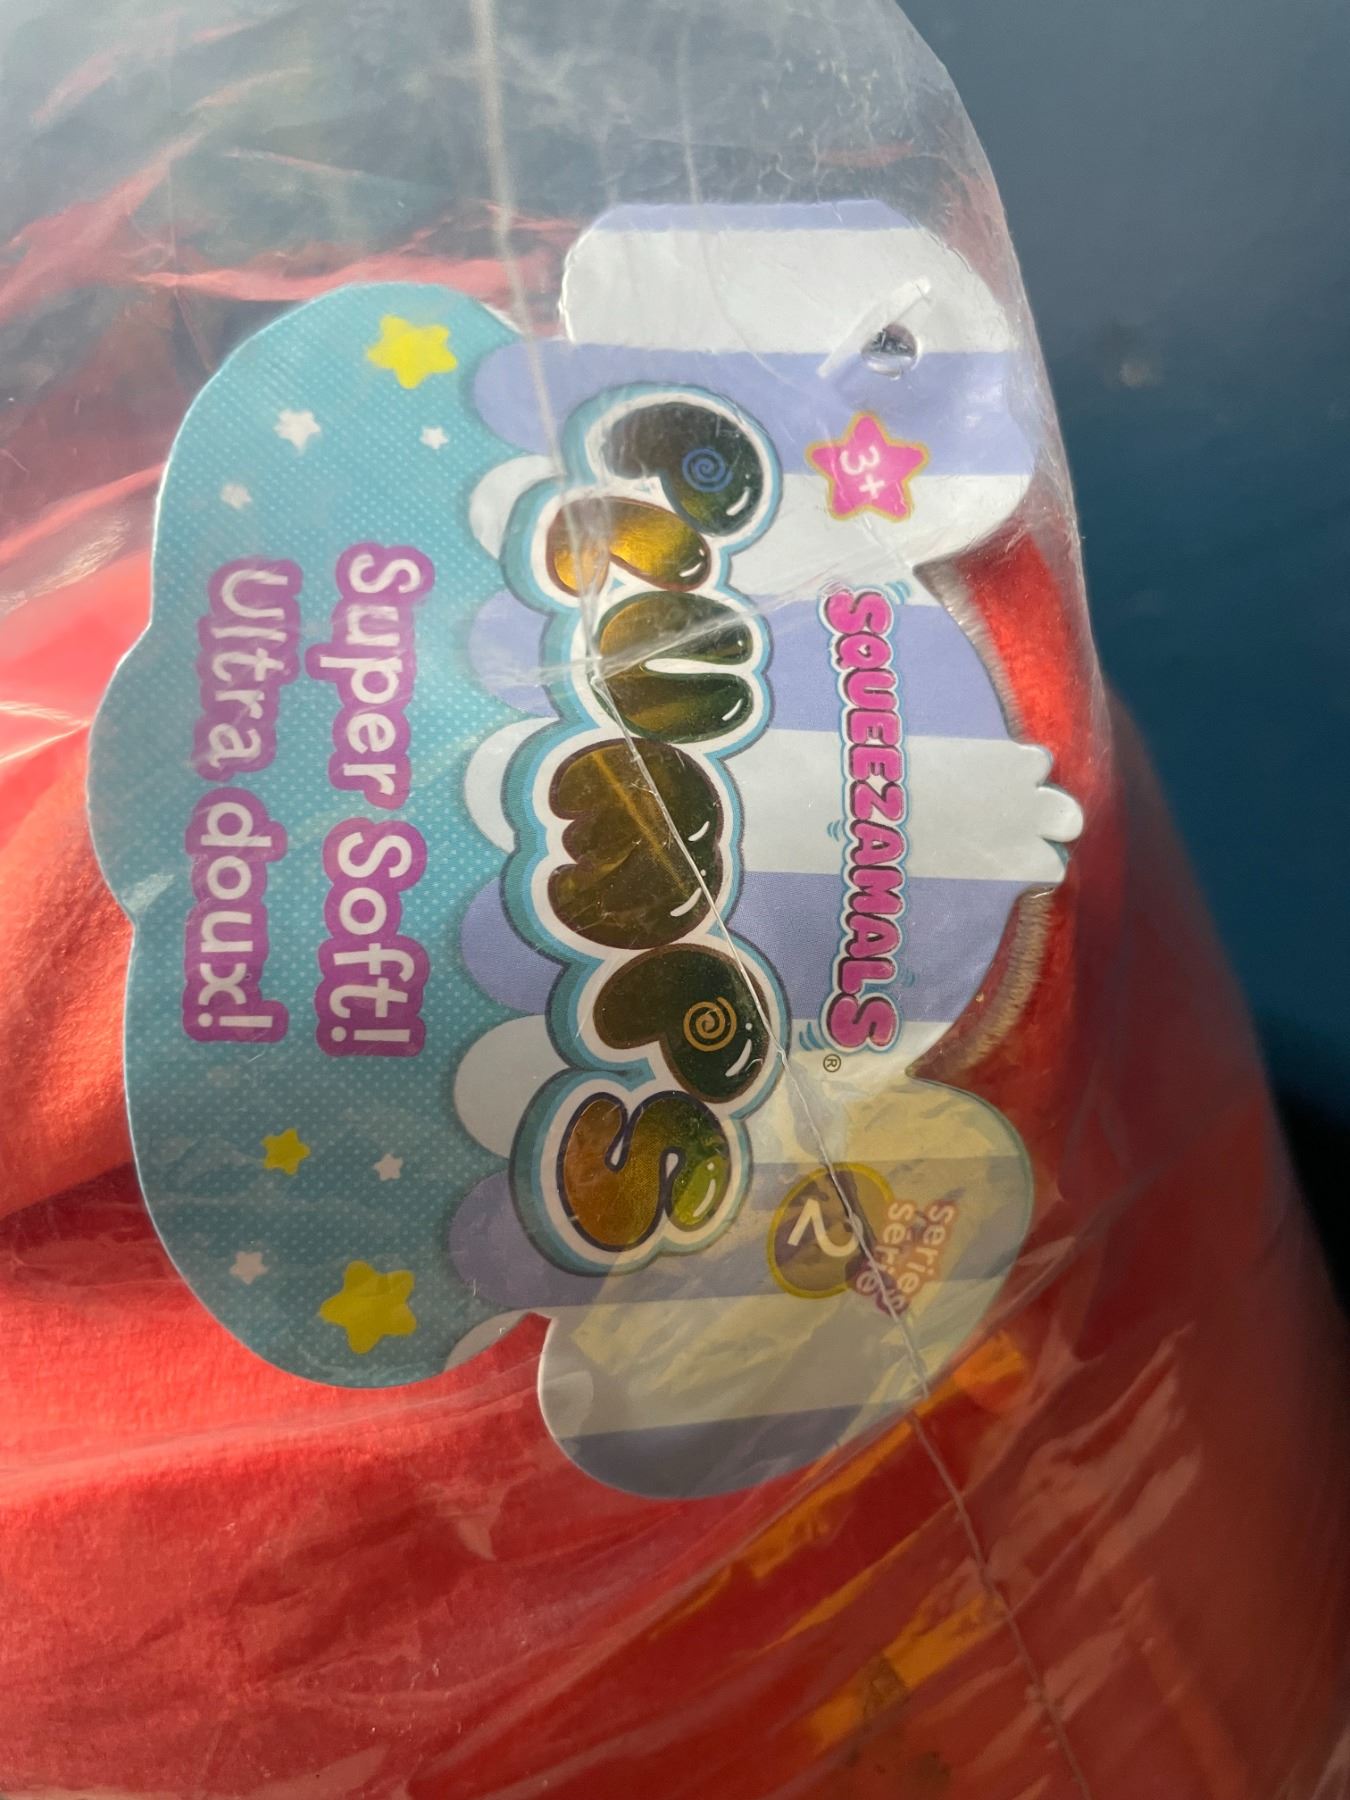 3+
SQUEEZAMALS®
series
série
2
PLUMPS
Super Soft!
Ultra doux!